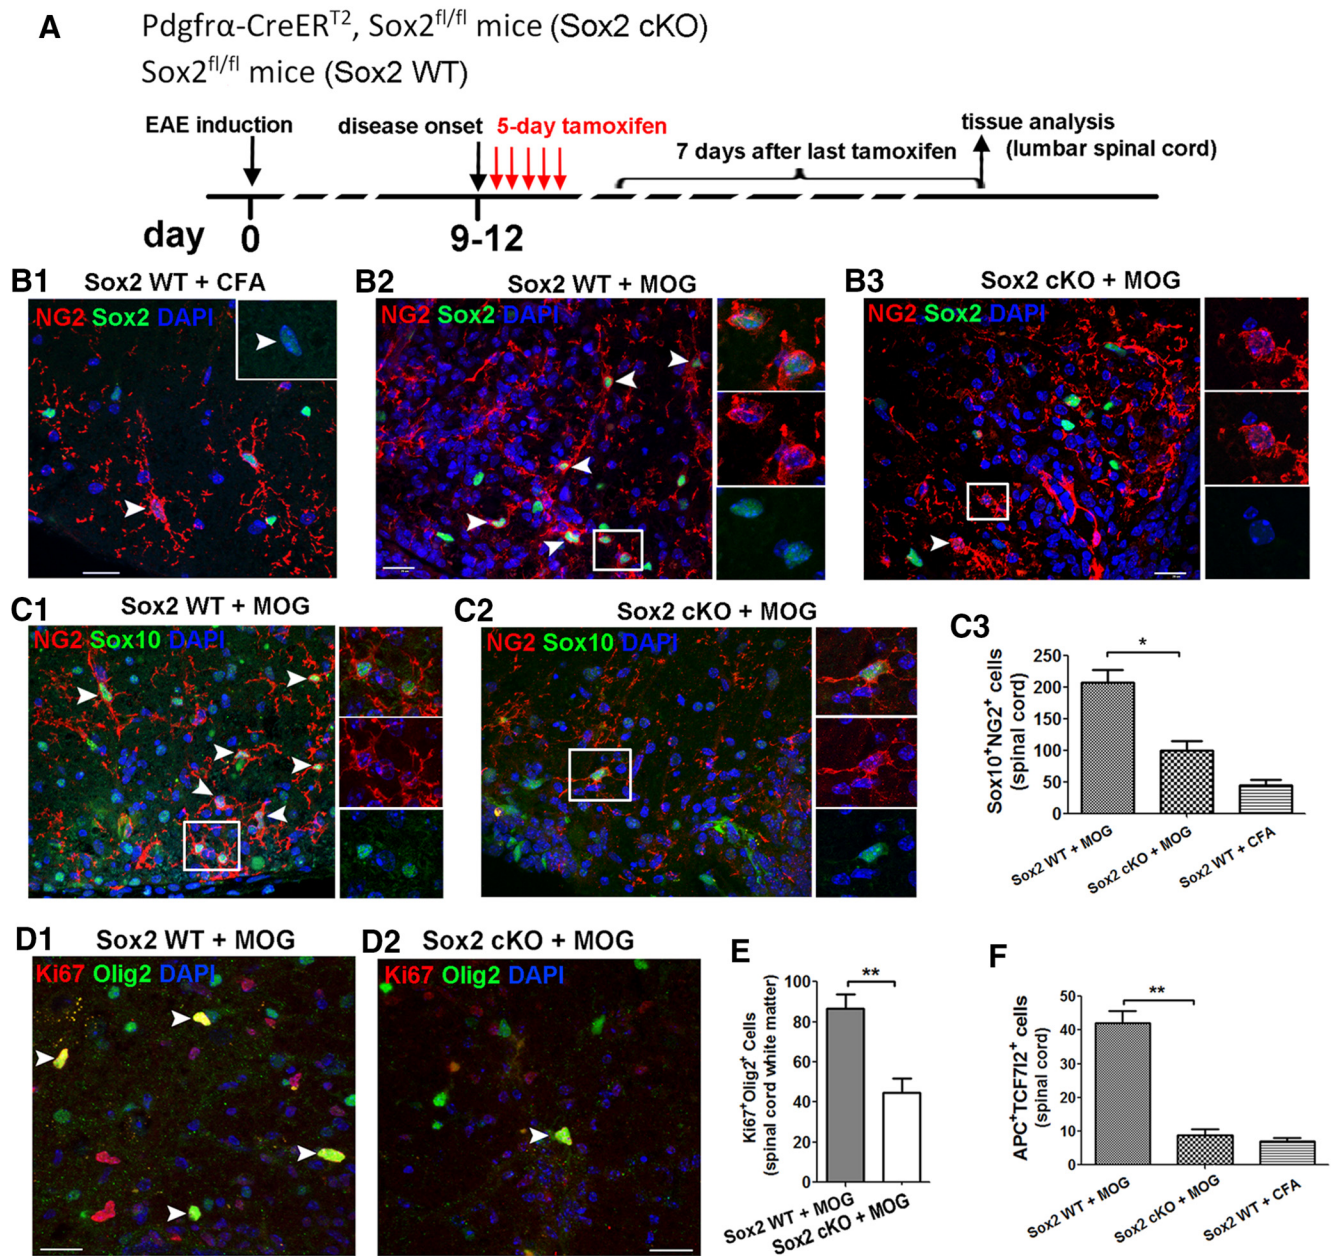 A
Pdgfrα-CreERT2, Sox2fl/fl mice (Sox2 cKO)
Sox2fl/fl mice (Sox2 WT)
EAE induction
disease onset
5-day tamoxifen
7 days after last tamoxifen
tissue analysis
(lumbar spinal cord)
day
0
9-12
B1
Sox2 WT + CFA
NG2 Sox2 DAPI
B2
Sox2 WT + MOG
NG2 Sox2 DAPI
B3
Sox2 cKO + MOG
NG2 Sox2 DAPI
C1
Sox2 WT + MOG
NG2 Sox10 DAPI
C2
Sox2 cKO + MOG
NG2 Sox10 DAPI
C3
Sox10+NG2+ cells
(spinal cord)
250
200
150
100
50
0
*
Sox2 WT + MOG
Sox2 cKO + MOG
Sox2 WT + CFA
D1
Sox2 WT + MOG
Ki67 Olig2 DAPI
D2
Sox2 cKO + MOG
Ki67 Olig2 DAPI
E
Ki67+Olig2+ Cells
(spinal cord white matter)
100
80
60
40
20
0
**
Sox2 WT + MOG
Sox2 cKO + MOG
F
APC+TCF7l2+ cells
(spinal cord)
50
40
30
20
10
0
**
Sox2 WT + MOG
Sox2 cKO + MOG
Sox2 WT + CFA